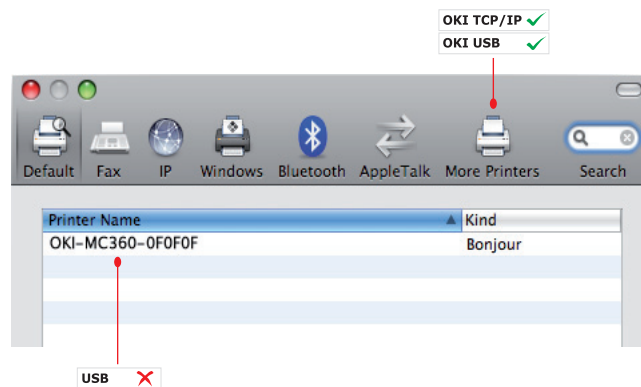 OKI TCP/IP
OKI USB
Default Fax IP Windows Bluetooth AppleTalk More Printers Search
Printer Name Kind
OKI-MC360-0F0F0F Bonjour
USB